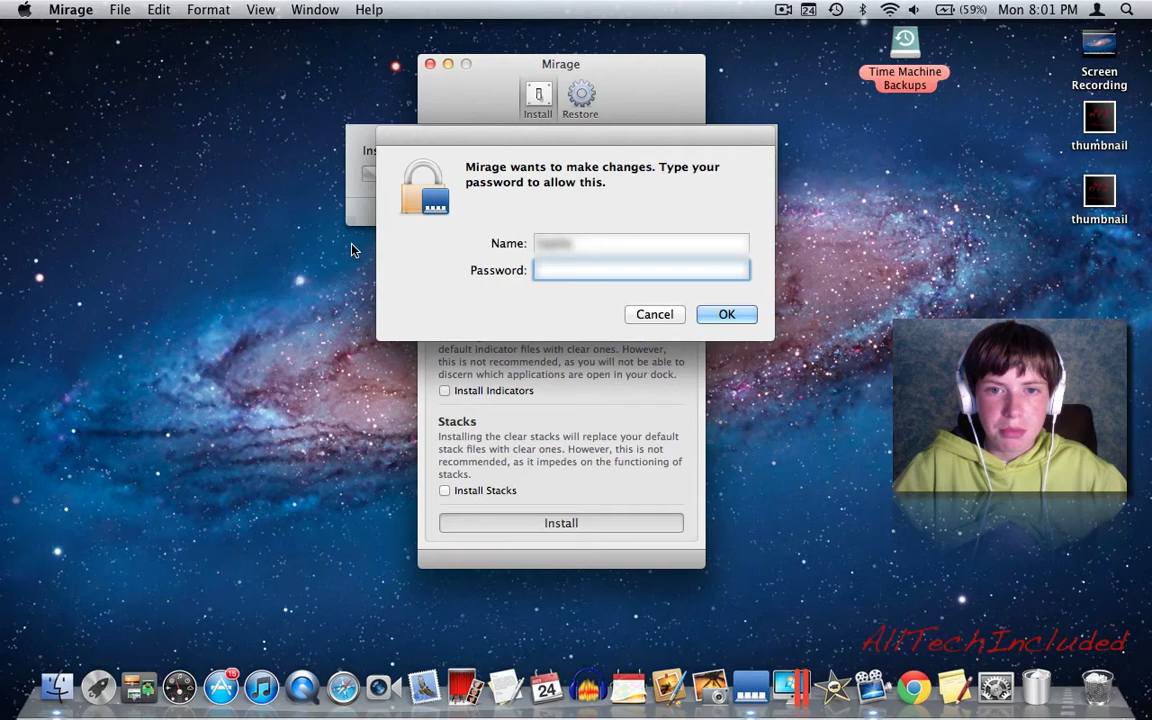 Mirage File Edit Format View Window Help
24 (59%) Mon 8:01 PM
Mirage
Install Restore
Time Machine
Backups
Screen
Recording
thumbnail
thumbnail
Ins
Mirage wants to make changes. Type your
password to allow this.
Name:
Password:
Cancel OK
default indicator files with clear ones. However,
this is not recommended, as you will not be able to
discern which applications are open in your dock.
Install Indicators
Stacks
Installing the clear stacks will replace your default
stack files with clear ones. However, this is not
recommended, as it impedes on the functioning of
stacks.
Install Stacks
Install
AllTechIncluded
15
24